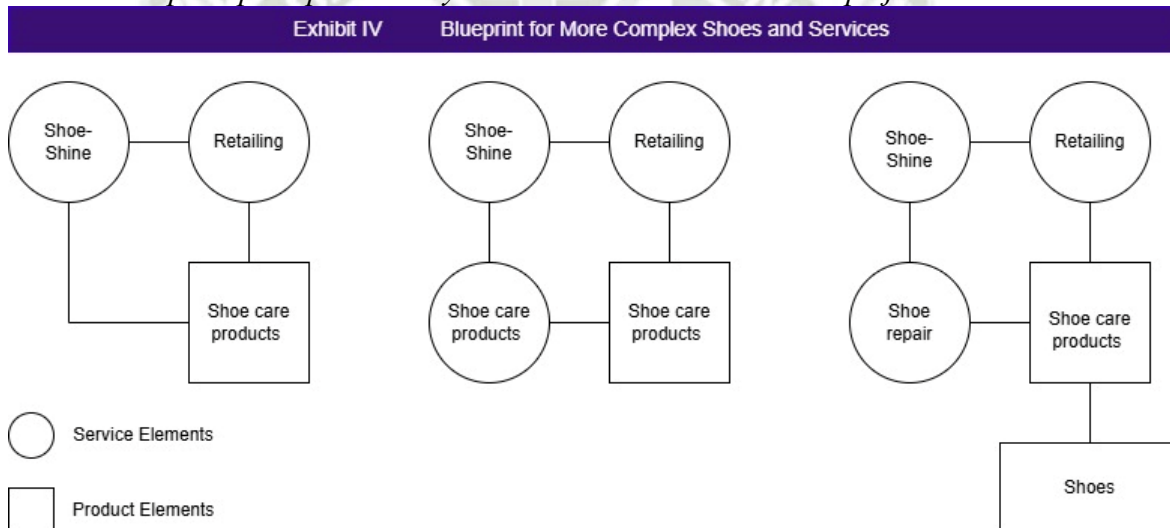 Exhibit IV Blueprint for More Complex Shoes and Services
Shoe-
Shine
Retailing
Shoe care
products
Shoe-
Shine
Retailing
Shoe care
products
Shoe care
products
Shoe-
Shine
Retailing
Shoe
repair
Shoe care
products
Shoes
Service Elements
Product Elements